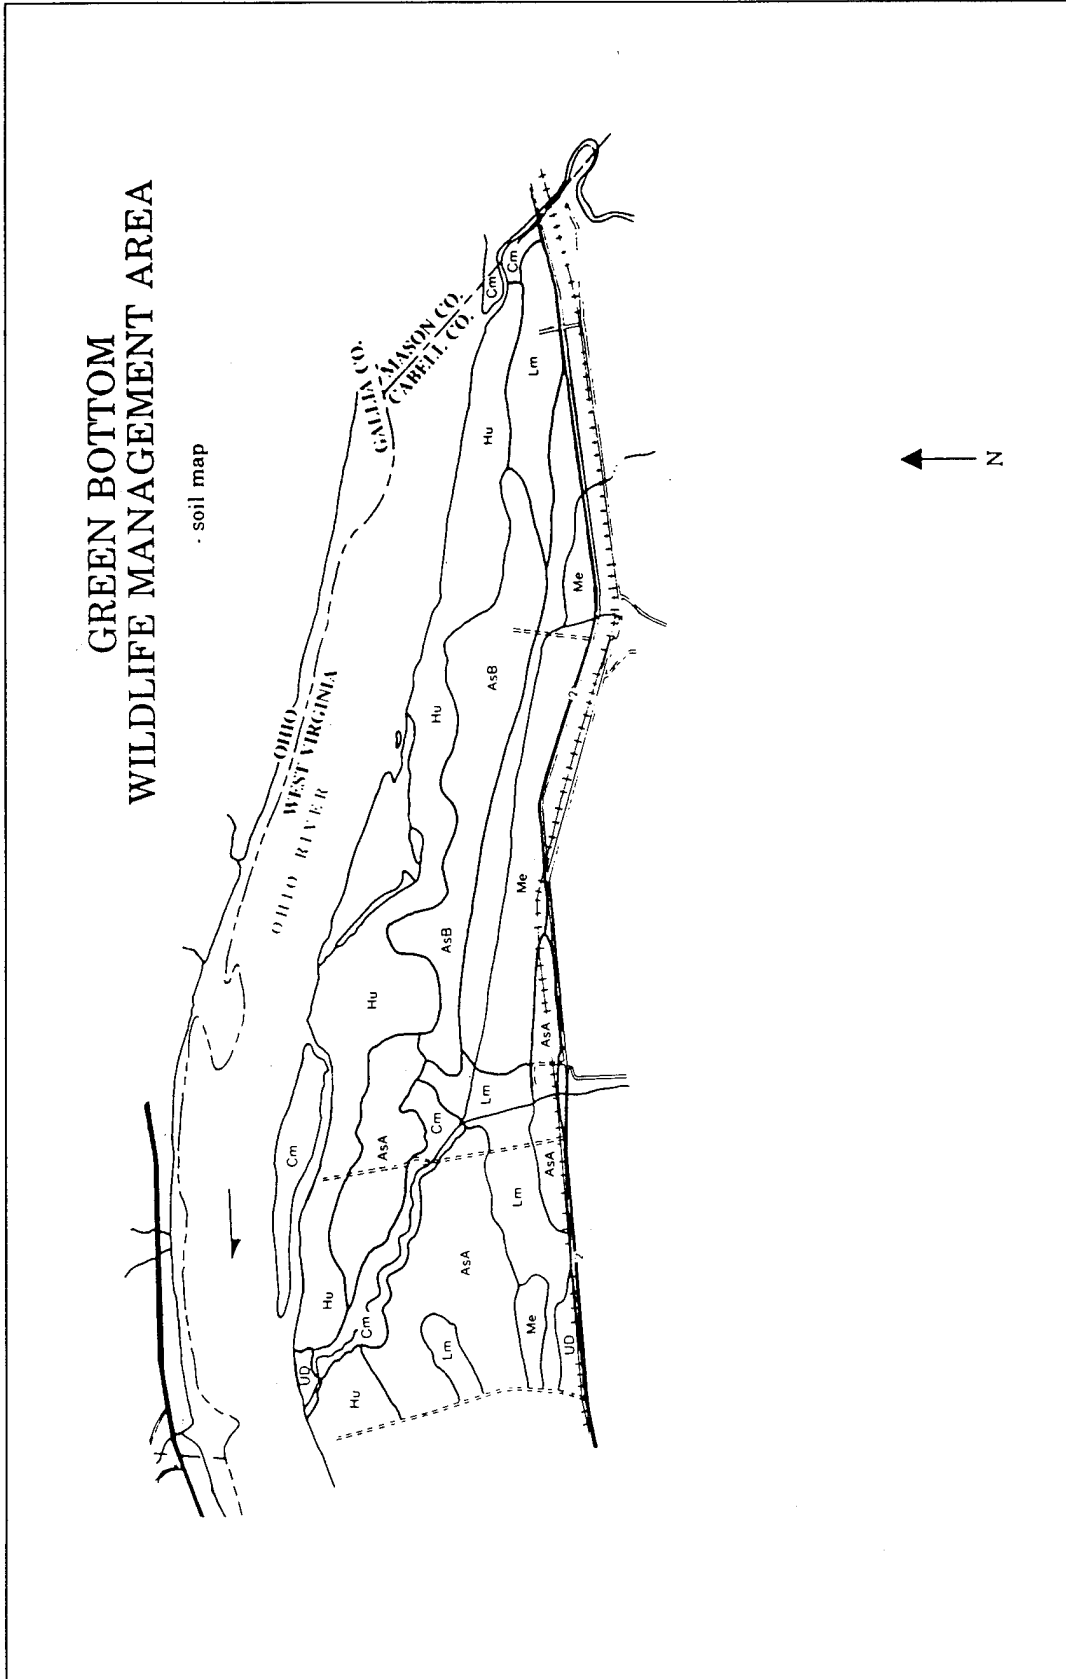 GREEN BOTTOM
WILDLIFE MANAGEMENT AREA
- soil map
GALLIA CO.
MASON CO.
CABELL CO.
OHIO
WEST VIRGINIA
OHIO RIVER
Cm
Cm
Lm
Hu
Me
AsB
Hu
Me
AsB
Hu
AsA
Lm
Cm
AsA
Cm
AsA
Lm
AsA
Hu
Cm
Me
Lm
UD
UD
Hu
2
2
N